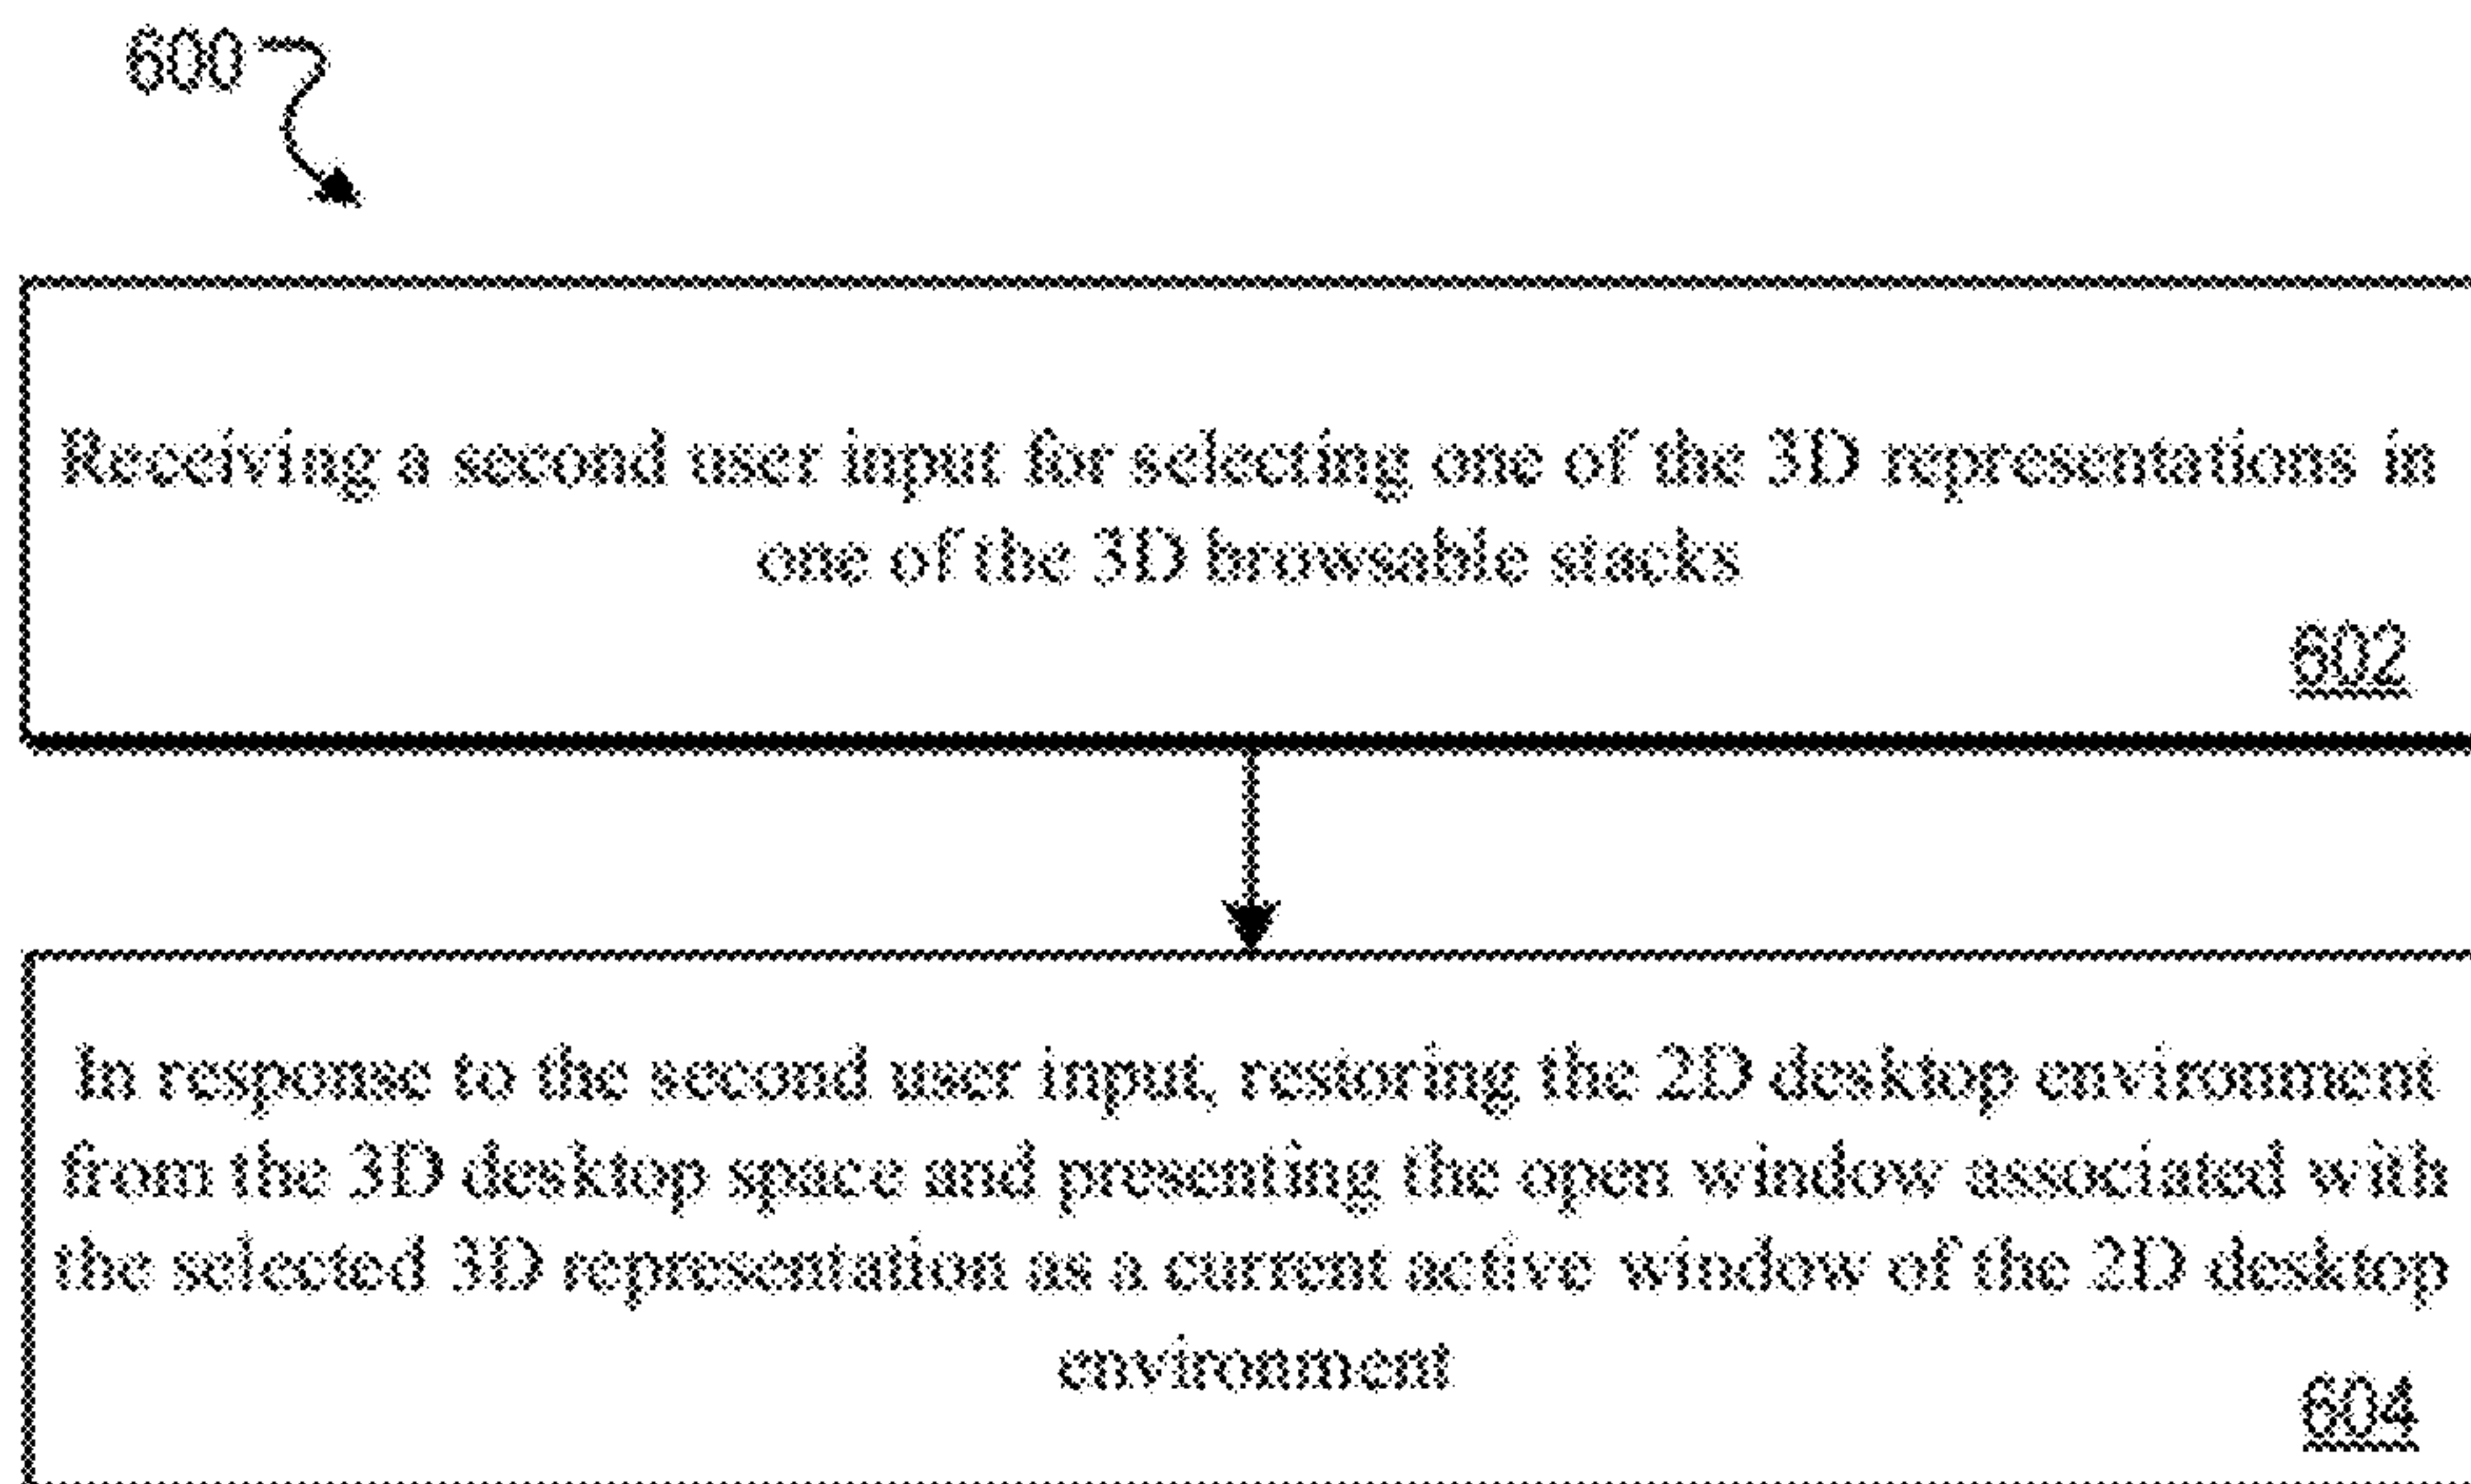 600
Receiving a second user input for selecting one of the 3D representations in
one of the 3D browsable stacks
602
In response to the second user input, restoring the 2D desktop environment
from the 3D desktop space and presenting the open window associated with
the selected 3D representation as a current active window of the 2D desktop
environment
604